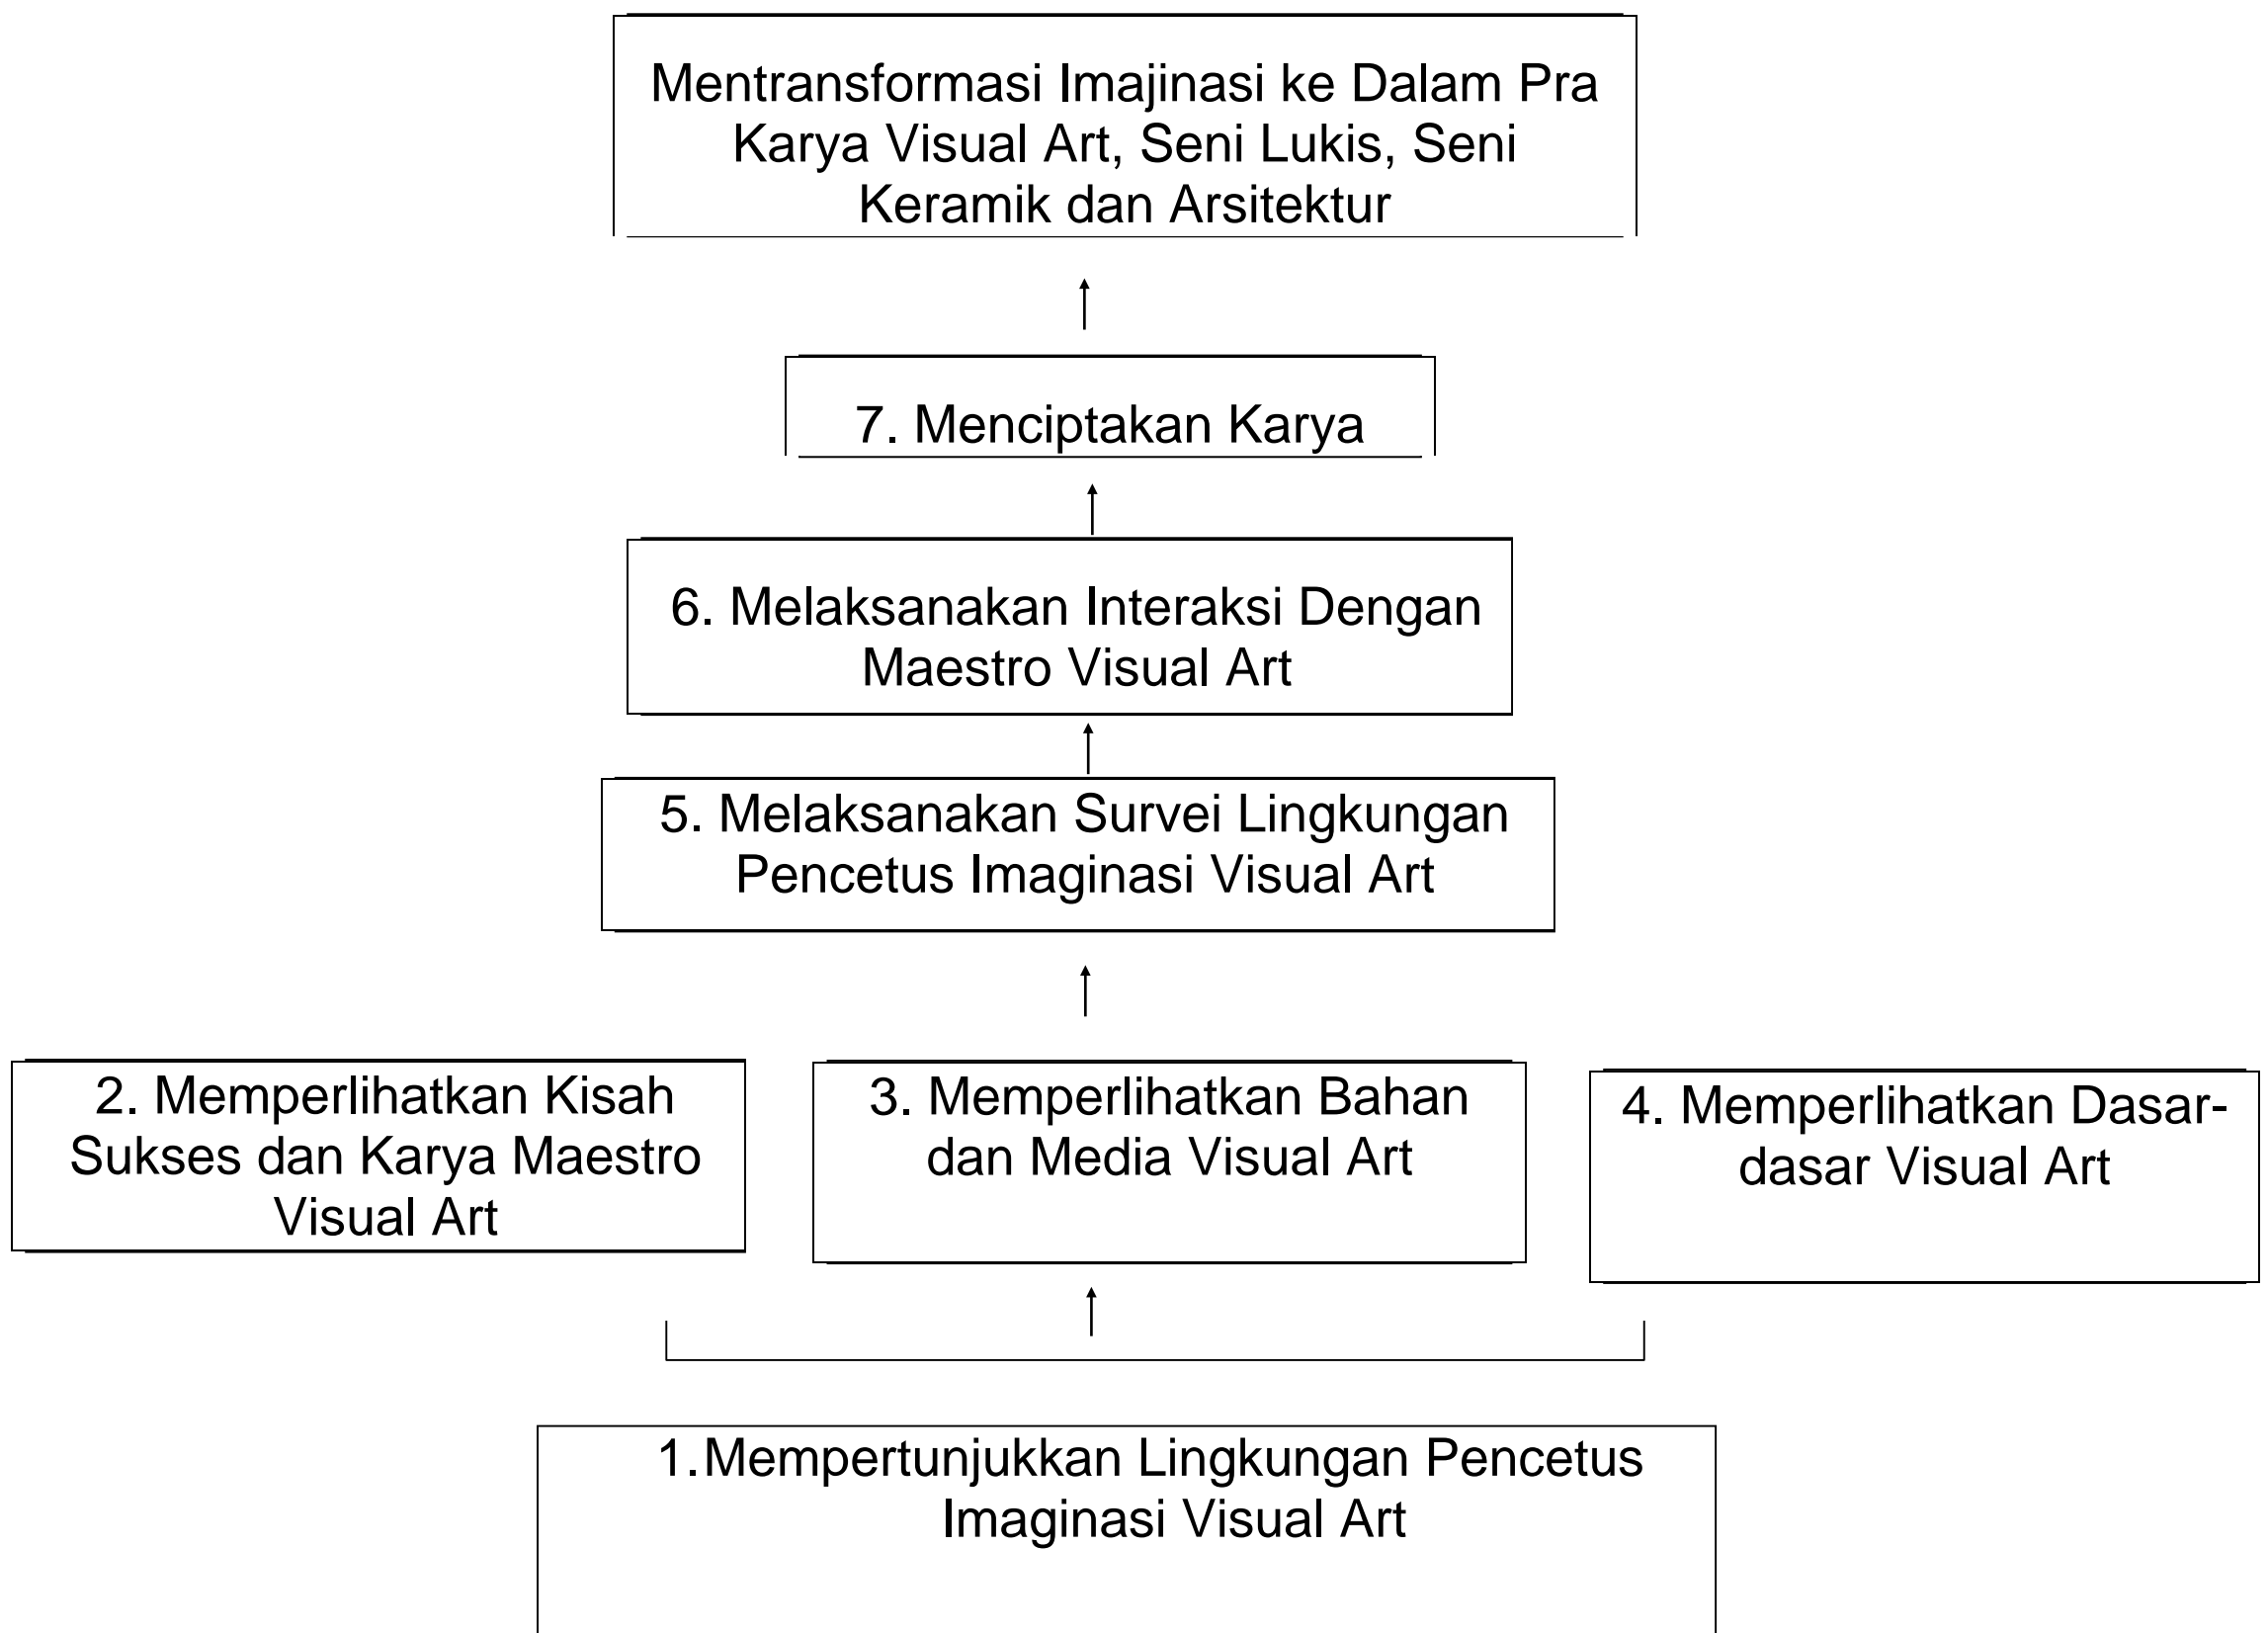 Mentransformasi Imajinasi ke Dalam Pra
Karya Visual Art, Seni Lukis, Seni
Keramik dan Arsitektur
7. Menciptakan Karya
6. Melaksanakan Interaksi Dengan
Maestro Visual Art
5. Melaksanakan Survei Lingkungan
Pencetus Imaginasi Visual Art
2. Memperlihatkan Kisah
Sukses dan Karya Maestro
Visual Art
3. Memperlihatkan Bahan
dan Media Visual Art
4. Memperlihatkan Dasar-
dasar Visual Art
1.Mempertunjukkan Lingkungan Pencetus
Imaginasi Visual Art